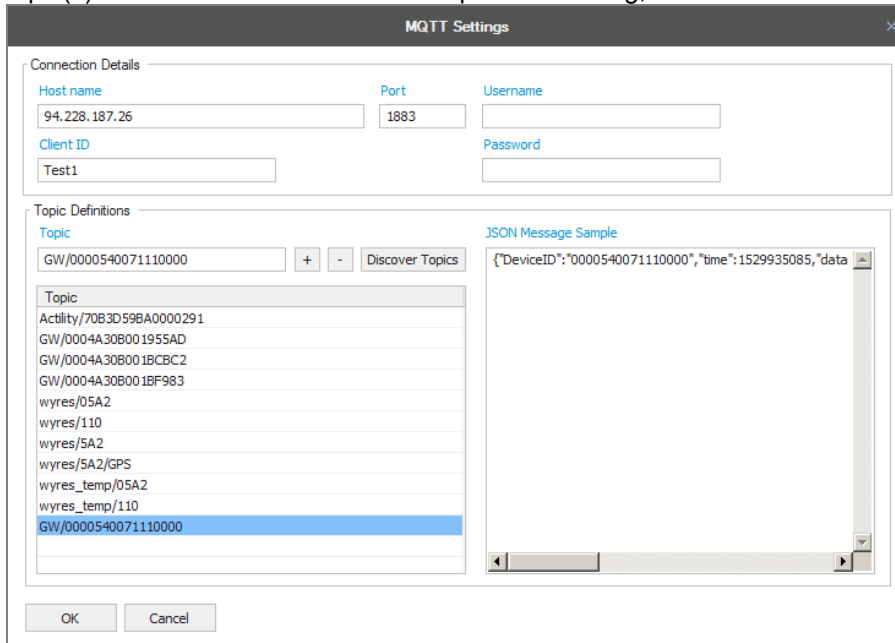 MQTT Settings
Connection Details
Host name Port Username
94.228.187.26 1883
Client ID Password
Test1
Topic Definitions
Topic JSON Message Sample
GW/0000540071110000 + - Discover Topics {"DeviceID":"0000540071110000","time":1529935085,"data
Topic
Actility/70B3D59BA0000291
GW/0004A30B001955AD
GW/0004A30B001BCBC2
GW/0004A30B001BF983
wyres/05A2
wyres/110
wyres/5A2
wyres/5A2/GPS
wyres_temp/05A2
wyres_temp/110
GW/0000540071110000
OK Cancel